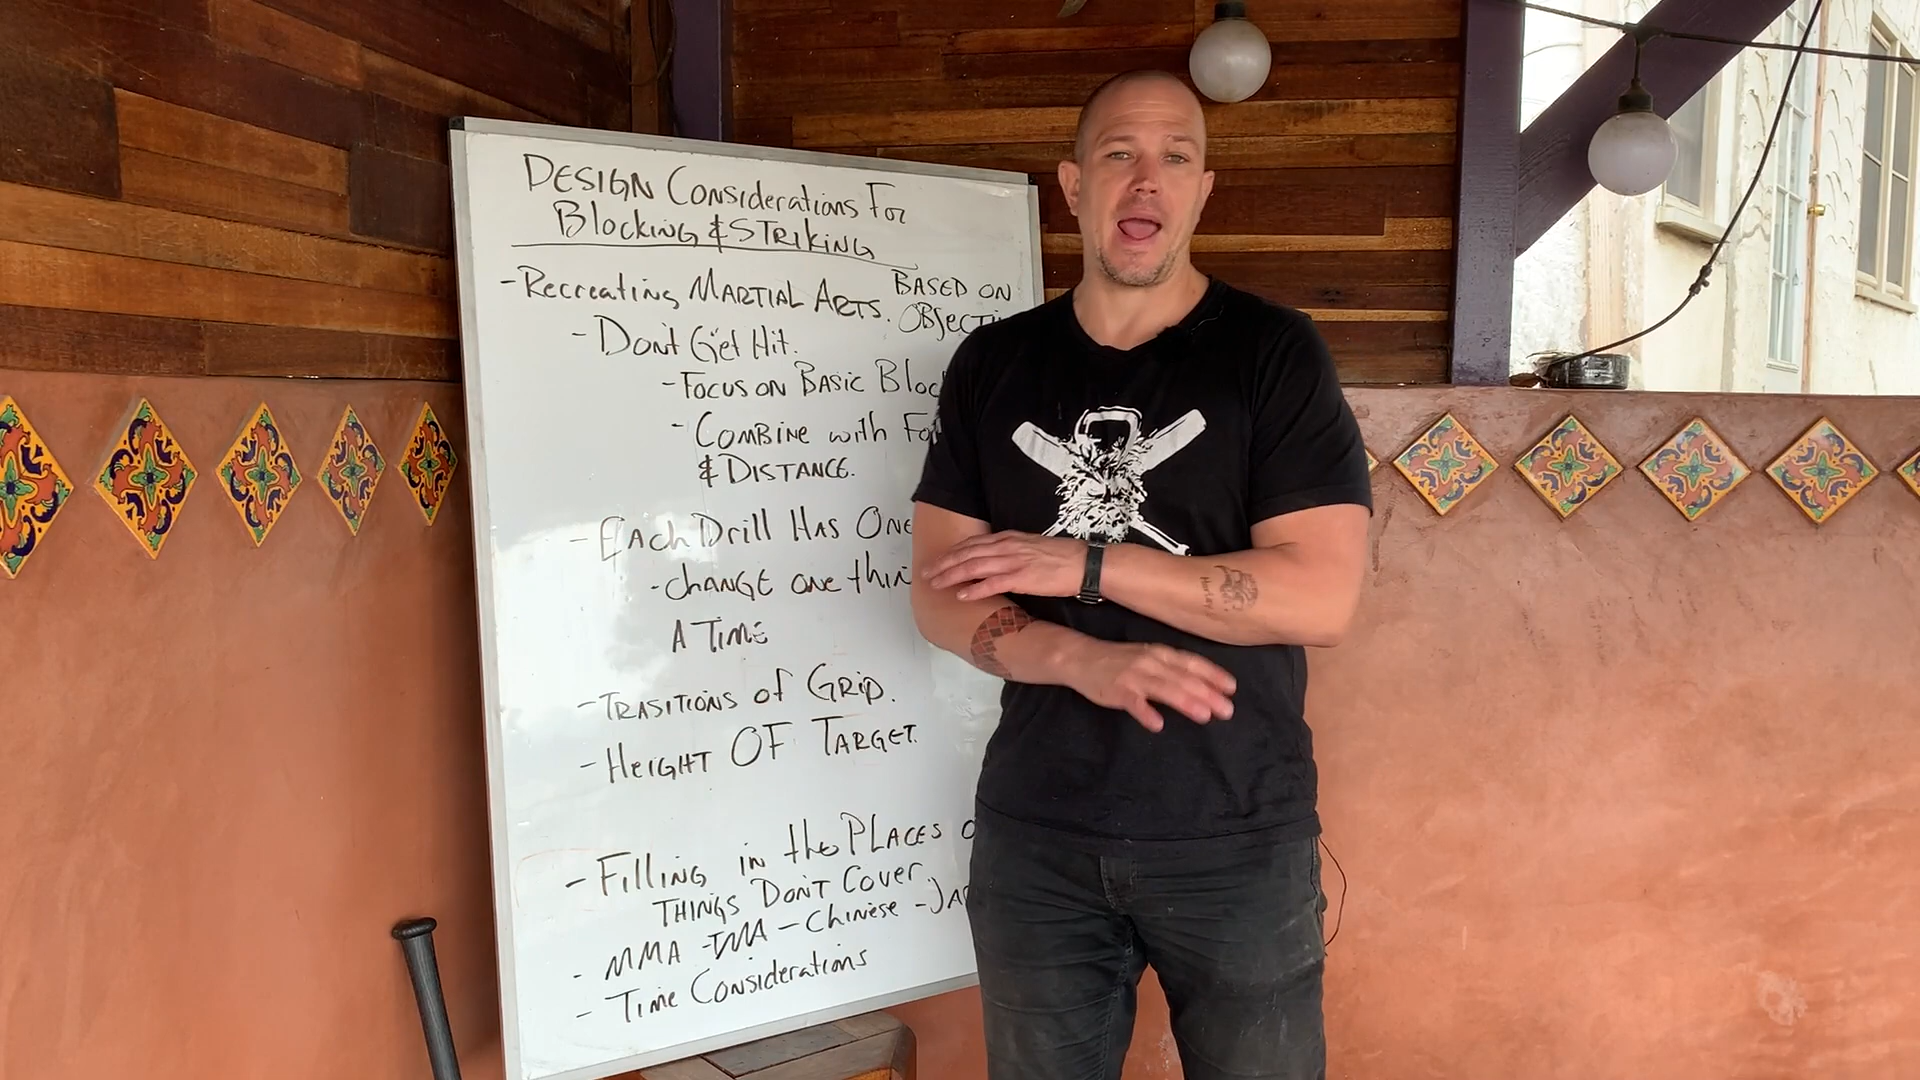 DESIGN Considerations For
Blocking & STRIKING
- Recreating MARTIAL ARTS. BASED ON
- Don't Get Hit.
- FOCUS ON BASIC
- COMBINE with
& DISTANCE.
- Each Drill HAS ONE
- CHANGE one
A TIME
- TRASITIONS of GRIP.
- HEIGHT OF TARGET.
- FILLING in the PLACES
THINGS DON'T COVER.
- MMA - TMA - Chinese -
- Time Considerations